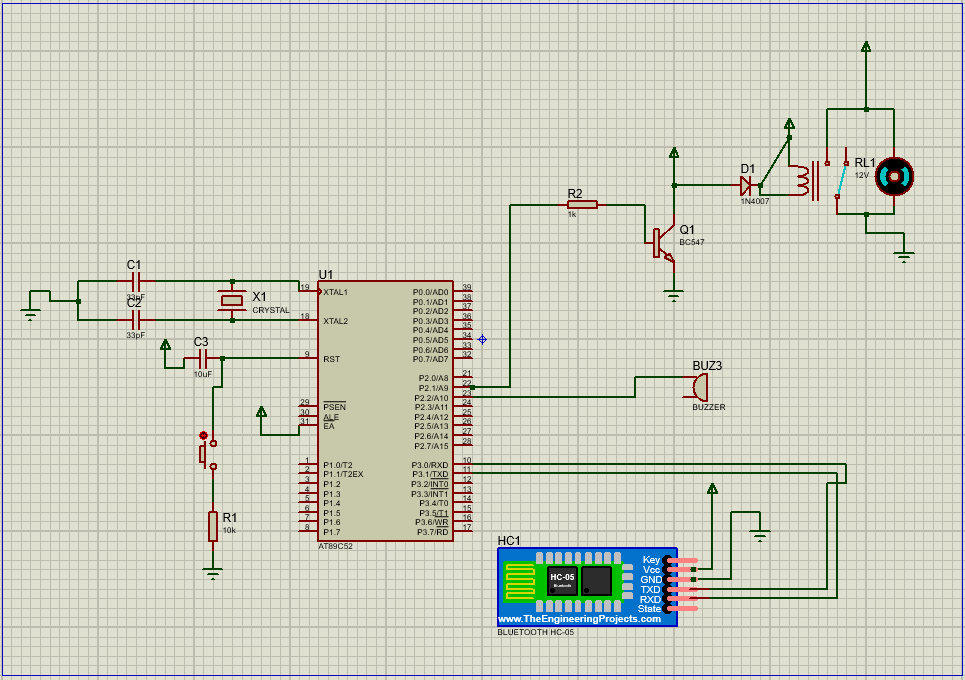 RL1
12V
D1
1N4007
R2
1k
Q1
BC547
C1
33pF
C2
33pF
X1
CRYSTAL
C3
10uF
R1
10k
U1
19 XTAL1
18 XTAL2
9 RST
29 PSEN
30 ALE
31 EA
1 P1.0/T2
2 P1.1/T2EX
3 P1.2
4 P1.3
5 P1.4
6 P1.5
7 P1.6
8 P1.7
P0.0/AD0 39
P0.1/AD1 38
P0.2/AD2 37
P0.3/AD3 36
P0.4/AD4 35
P0.5/AD5 34
P0.6/AD6 33
P0.7/AD7 32
P2.0/A8 21
P2.1/A9 22
P2.2/A10 23
P2.3/A11 24
P2.4/A12 25
P2.5/A13 26
P2.6/A14 27
P2.7/A15 28
P3.0/RXD 10
P3.1/TXD 11
P3.2/INT0 12
P3.3/INT1 13
P3.4/T0 14
P3.5/T1 15
P3.6/WR 16
P3.7/RD 17
AT89C52
BUZ3
BUZZER
HC1
HC-05
Bluetooth
Key
Vcc
GND
TXD
RXD
State
www.TheEngineeringProjects.com
BLUETOOTH HC-05